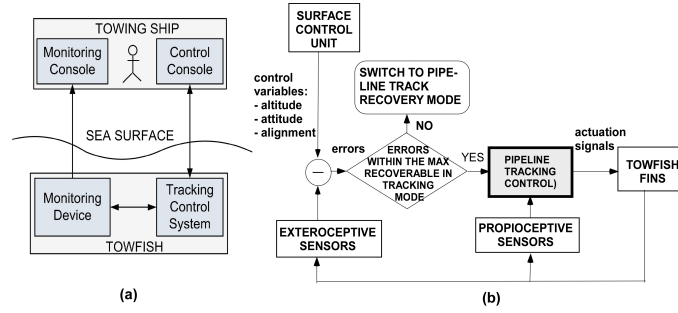 TOWING SHIP
Monitoring
Console
Control
Console
SEA SURFACE
Monitoring
Device
Tracking
Control
System
TOWFISH
(a)
SURFACE
CONTROL
UNIT
control
variables:
- altitude
- attitude
- alignment
SWITCH TO PIPE-
LINE TRACK
RECOVERY MODE
NO
errors
ERRORS
WITHIN THE MAX
RECOVERABLE IN
TRACKING
MODE
YES
PIPELINE
TRACKING
CONTROL)
actuation
signals
TOWFISH
FINS
EXTEROCEPTIVE
SENSORS
PROPIOCEPTIVE
SENSORS
(b)